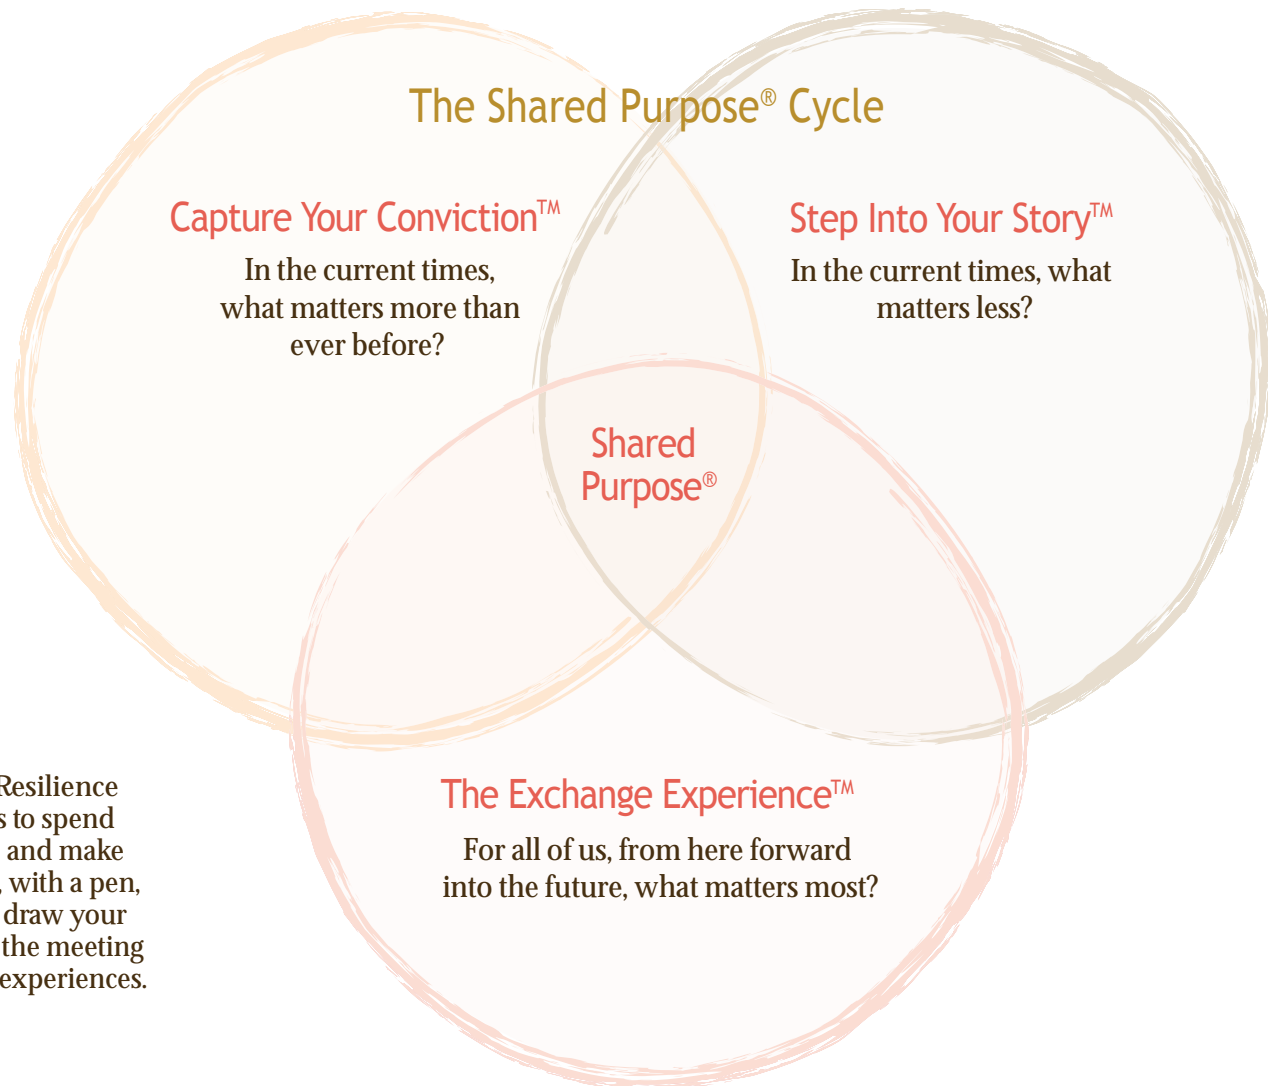 The Shared Purpose® Cycle
Capture Your Conviction™
In the current times,
what matters more than
ever before?
Step Into Your Story™
In the current times, what
matters less?
Shared
Purpose®
The Exchange Experience™
For all of us, from here forward
into the future, what matters most?
Resilience
s to spend
and make
, with a pen,
draw your
the meeting
experiences.